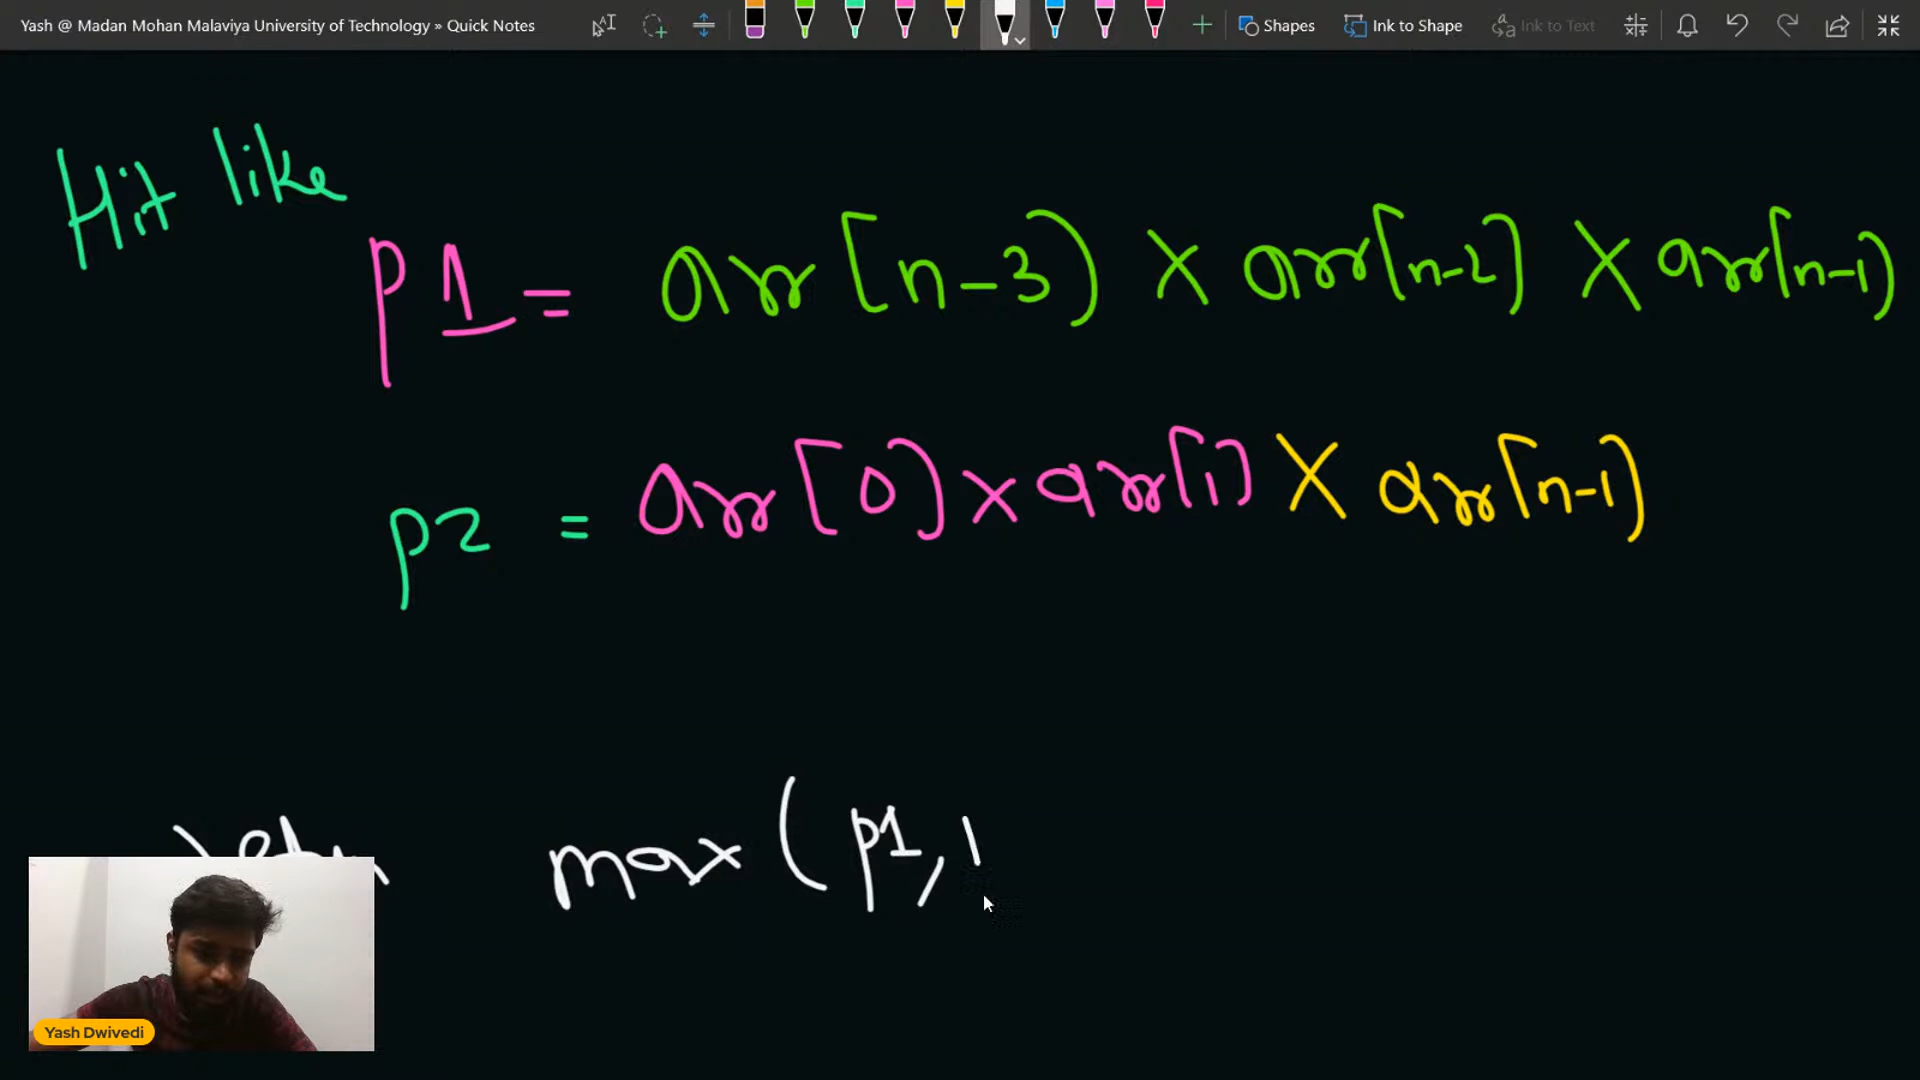 Yash @ Madan Mohan Malaviya University of Technology » Quick Notes
Shapes
Ink to Shape
Ink to Text
Hit like
p1 = arr[n-3] × arr[n-2] × arr[n-1]
p2 = arr[0] × arr[1] × arr[n-1]
max (p1,
Yash Dwivedi